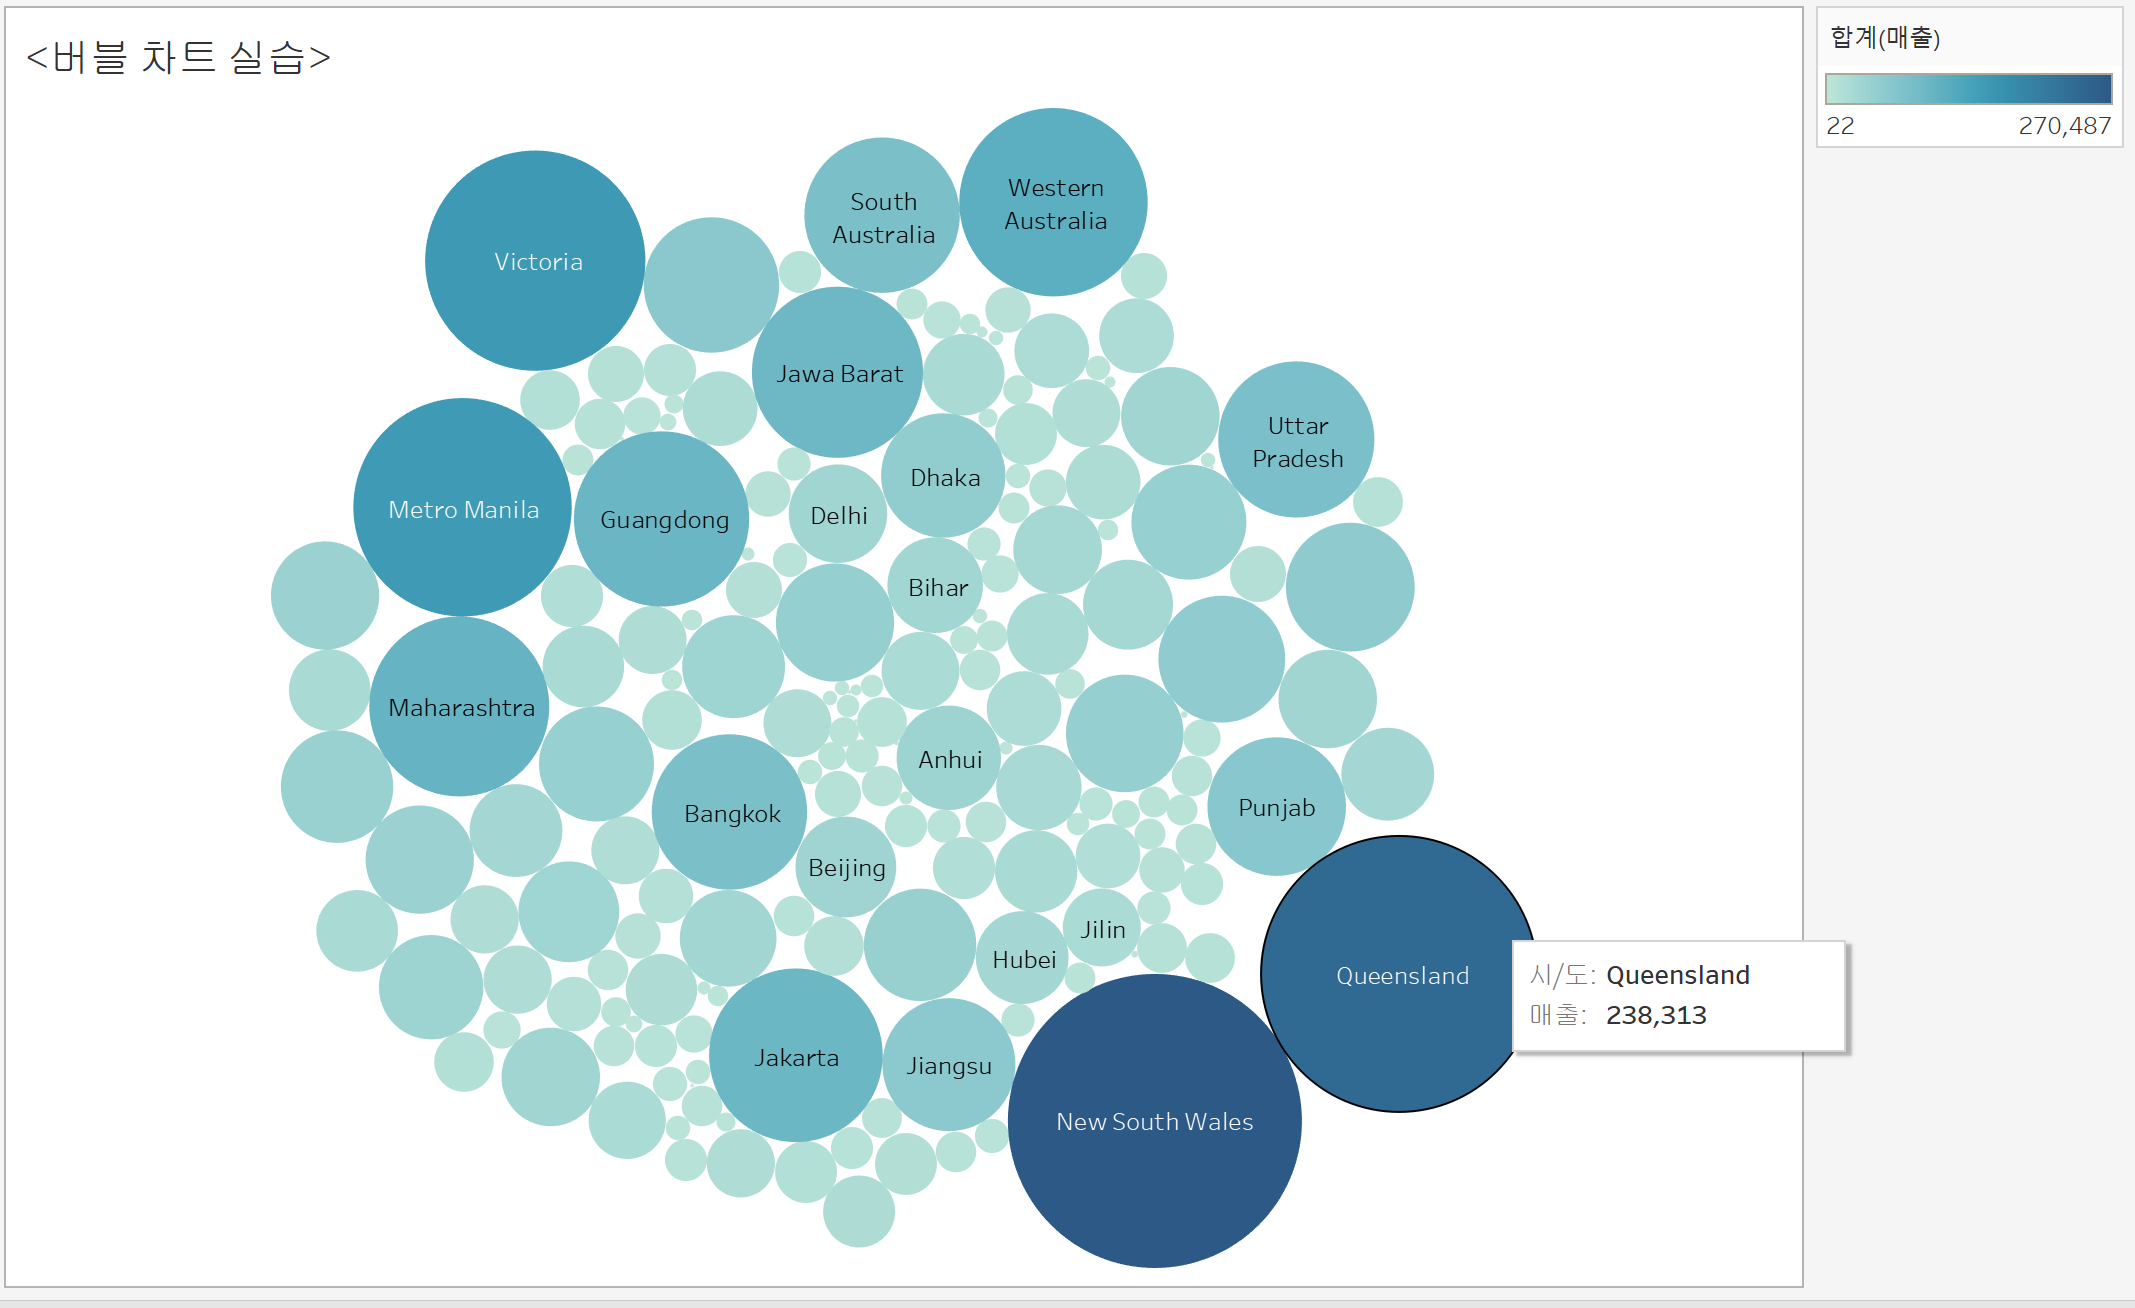 <버블 차트 실습>
합계(매출)
22
270,487
South
Australia
Western
Australia
Victoria
Jawa Barat
Uttar
Pradesh
Dhaka
Metro Manila
Guangdong
Delhi
Bihar
Maharashtra
Anhui
Bangkok
Punjab
Beijing
Jilin
Hubei
Queensland
시/도: Queensland
매출: 238,313
Jakarta
Jiangsu
New South Wales